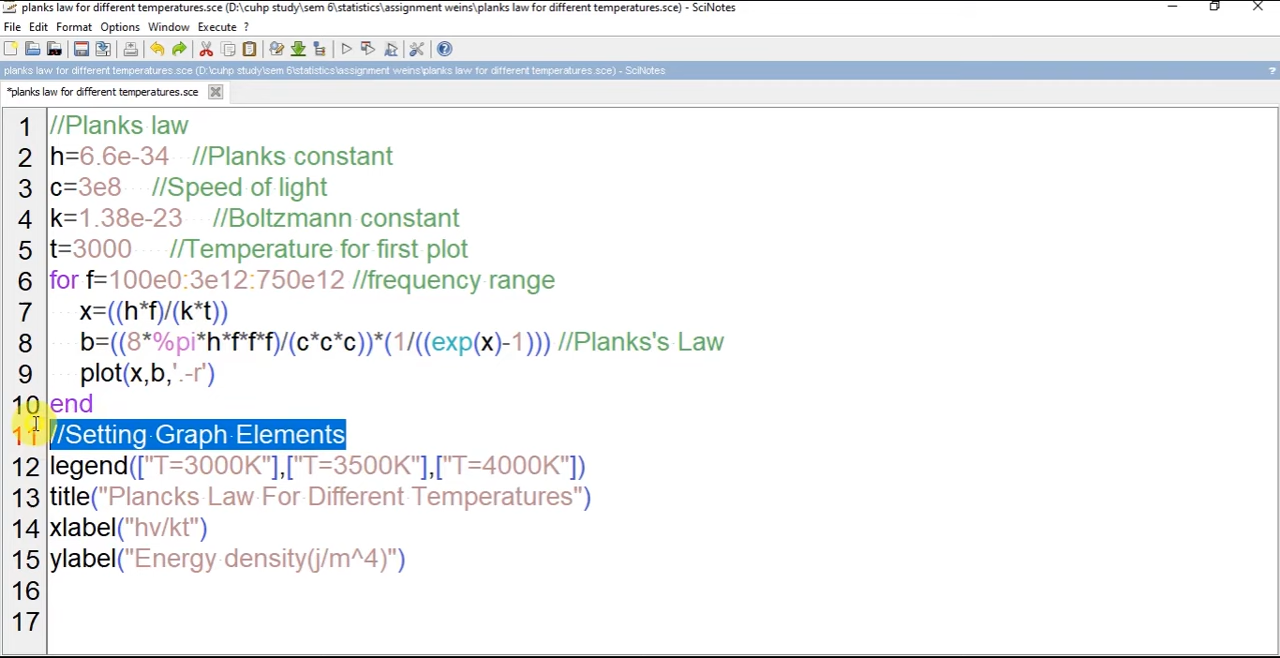 planks law for different temperatures.sce (D:\cuhp study\sem 6\statistics\assignment weins\planks law for different temperatures.sce) - SciNotes
File Edit Format Options Window Execute ?
planks law for different temperatures.sce (D:\cuhp study\sem 6\statistics\assignment weins\planks law for different temperatures.sce) - SciNotes ?
*planks law for different temperatures.sce
1 //Planks law
2 h=6.6e-34 //Planks constant
3 c=3e8 //Speed of light
4 k=1.38e-23 //Boltzmann constant
5 t=3000 //Temperature for first plot
6 for f=100e0:3e12:750e12 //frequency range
7 x=((h*f)/(k*t))
8 b=((8*%pi*h*f*f*f)/(c*c*c))*(1/((exp(x)-1))) //Planks's Law
9 plot(x,b,'.-r')
10 end
11 //Setting Graph Elements
12 legend(["T=3000K"],["T=3500K"],["T=4000K"])
13 title("Plancks Law For Different Temperatures")
14 xlabel("hv/kt")
15 ylabel("Energy density(j/m^4)")
16
17